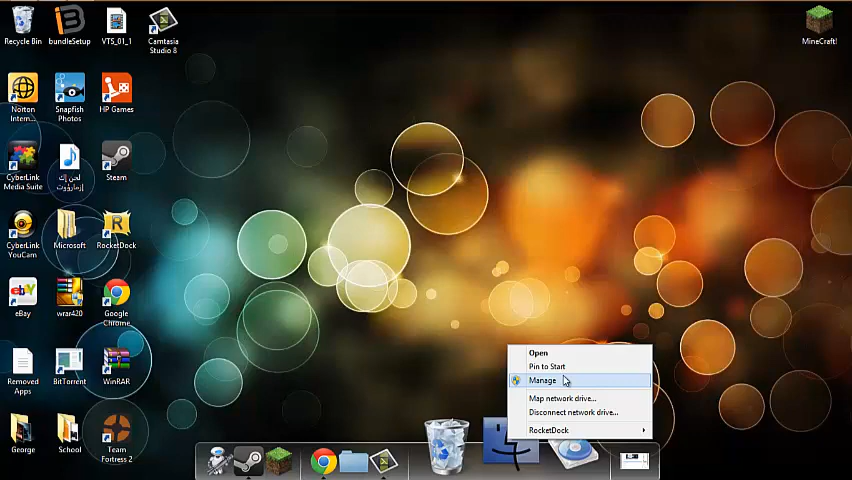 Recycle Bin
bundleSetup
VTS_01_1
Camtasia
Studio 8
MineCraft!
Norton
Intern...
Snapfish
Photos
HP Games
CyberLink
Media Suite
لحن إك
Steam
CyberLink
YouCam
Microsoft
RocketDock
eBay
wrar420
Google
Chrome
Removed
Apps
BitTorrent
WinRAR
George
School
Team
Fortress 2
Open
Pin to Start
Manage
Map network drive...
Disconnect network drive...
RocketDock